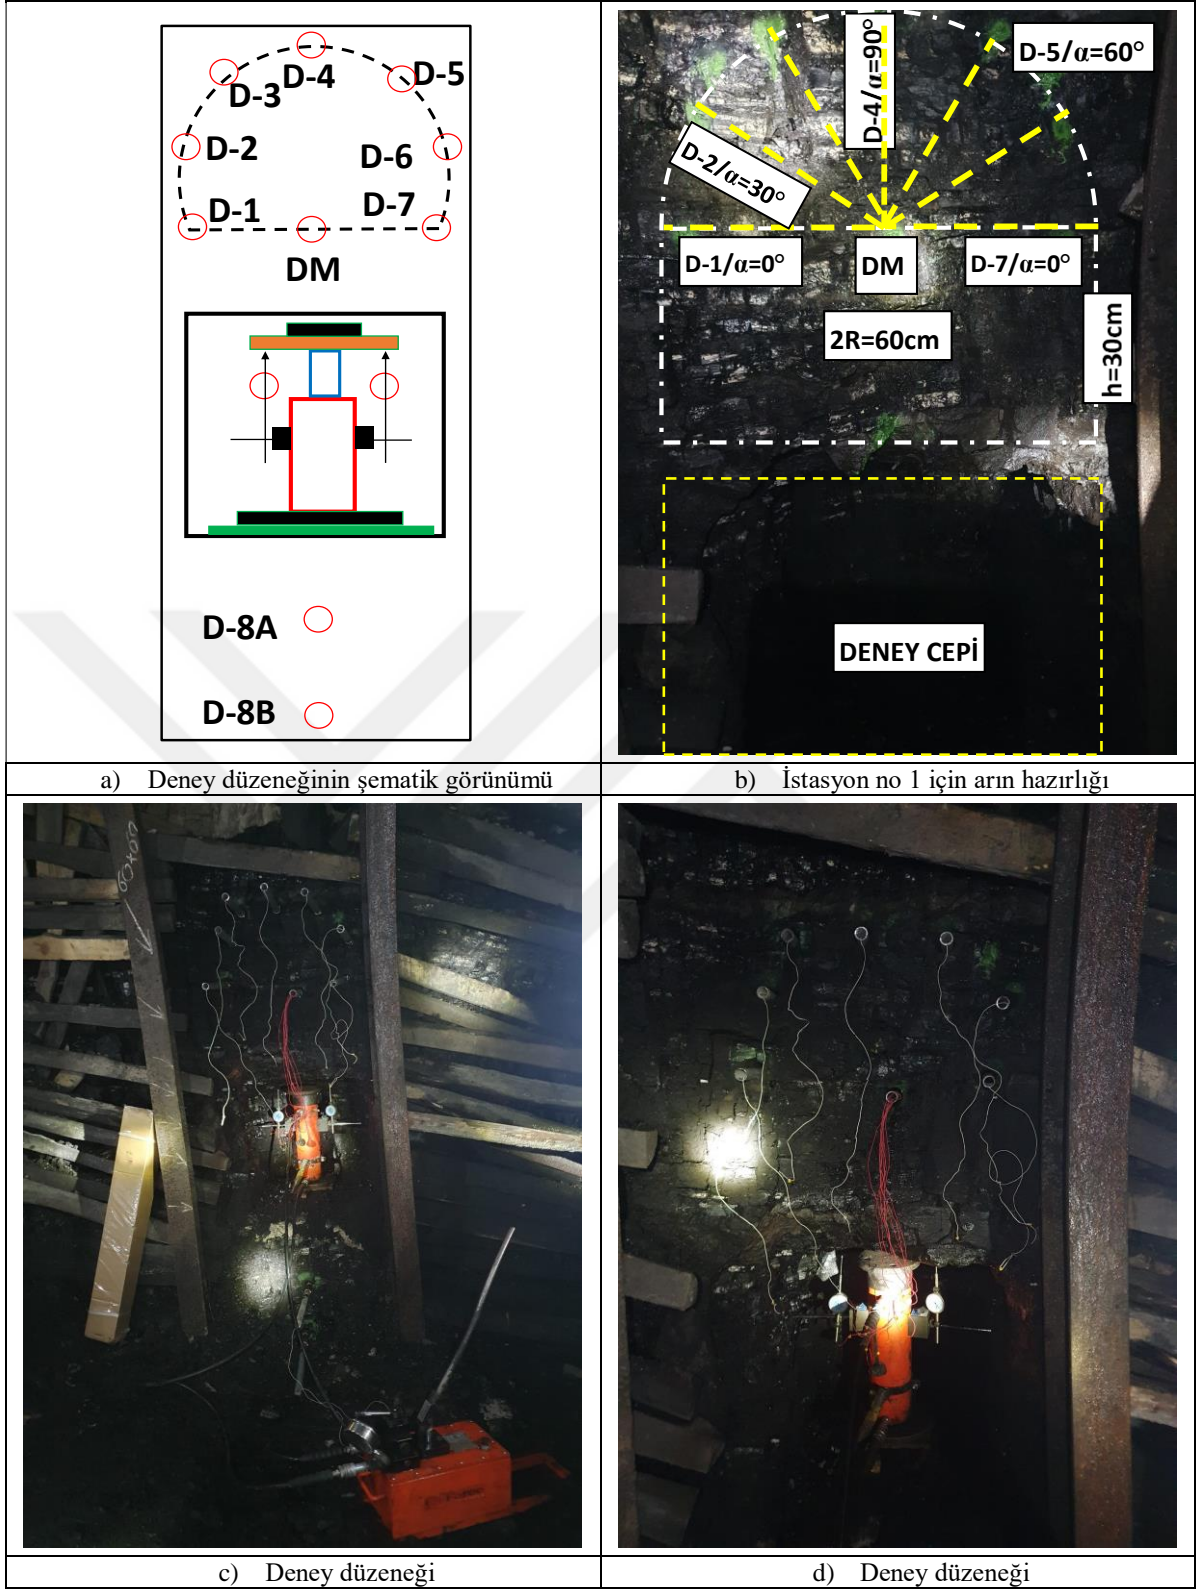 D-4
D-3
D-5
D-2
D-6
D-1
D-7
DM
D-8A
D-8B
a) Deney düzeneğinin şematik görünümü
D-4/α=90°
D-5/α=60°
D-2/α=30°
D-1/α=0°
DM
D-7/α=0°
2R=60cm
h=30cm
DENEY CEPİ
b) İstasyon no 1 için arın hazırlığı
c) Deney düzeneği
d) Deney düzeneği